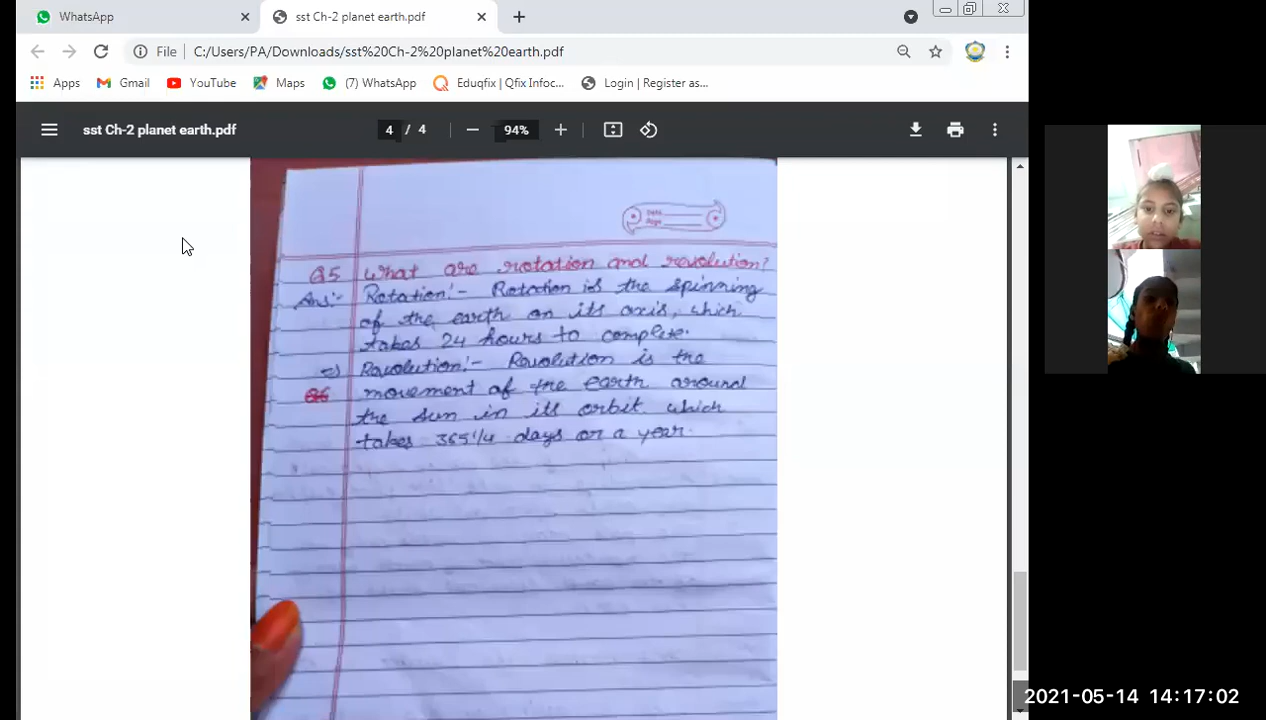 WhatsApp
sst Ch-2 planet earth.pdf
File
C:/Users/PA/Downloads/sst%20Ch-2%20planet%20earth.pdf
Apps
Gmail
YouTube
Maps
(7) WhatsApp
Eduqfix | Qfix Infoc...
Login | Register as...
sst Ch-2 planet earth.pdf
4 / 4
94%
Date
Page
Q5 What are rotation and revolution?
Ans:- Rotation:- Rotation is the spinning
of the earth on its axis, which
takes 24 hours to complete.
=> Revolution:- Revolution is the
movement of the earth around
the sun in its orbit which
takes 365 1/4 days or a year.
2021-05-14 14:17:02